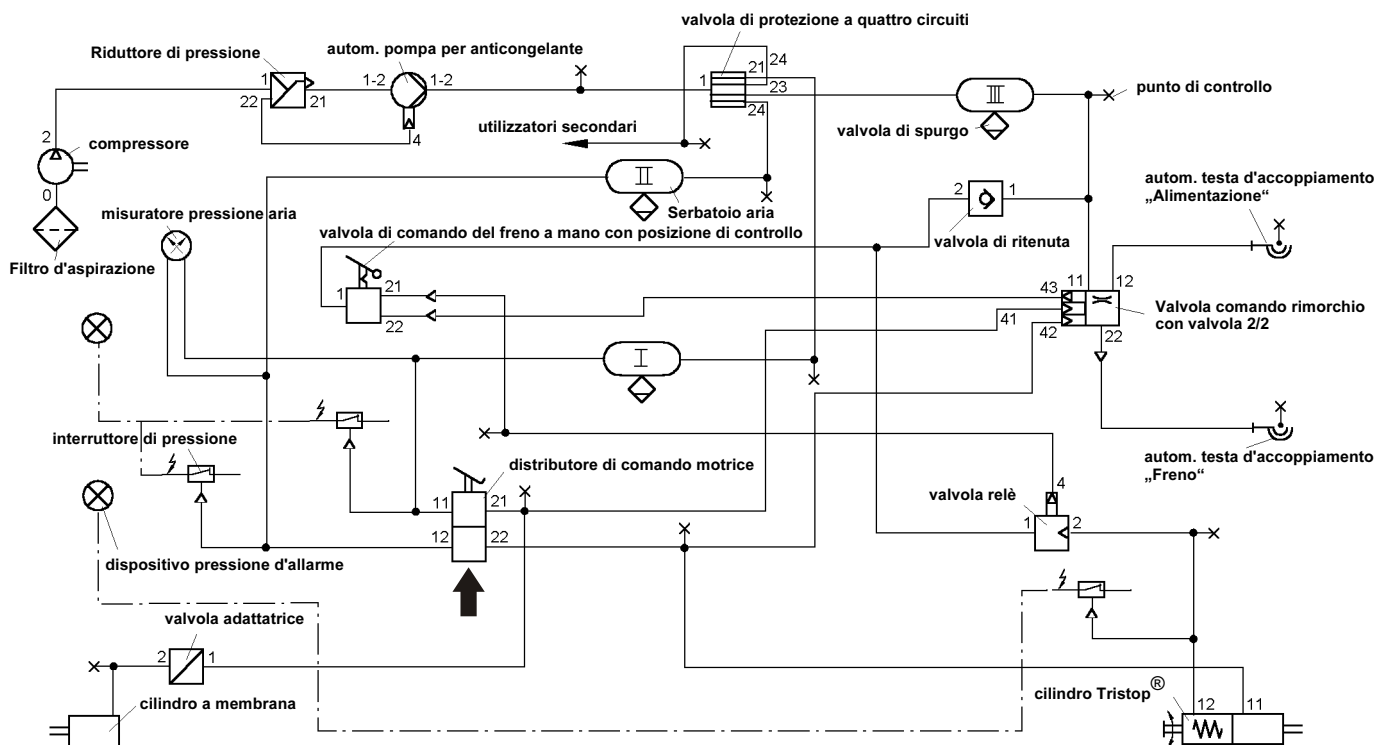 valvola di protezione a quattro circuiti
Riduttore di pressione
autom. pompa per anticongelante
1
22
21
1-2
1-2
4
1
21
24
23
24
punto di controllo
valvola di spurgo
III
utilizzatori secondari
2
compressore
0
II
Serbatoio aria
misuratore pressione aria
Filtro d'aspirazione
valvola di comando del freno a mano con posizione di controllo
2
1
valvola di ritenuta
autom. testa d'accoppiamento
„Alimentazione“
1
21
22
43
11
12
41
42
22
Valvola comando rimorchio
con valvola 2/2
I
interruttore di pressione
distributore di comando motrice
11
21
12
22
autom. testa d'accoppiamento
„Freno“
valvola relè
4
1
2
dispositivo pressione d'allarme
valvola adattatrice
2
1
cilindro a membrana
cilindro Tristop®
12
11